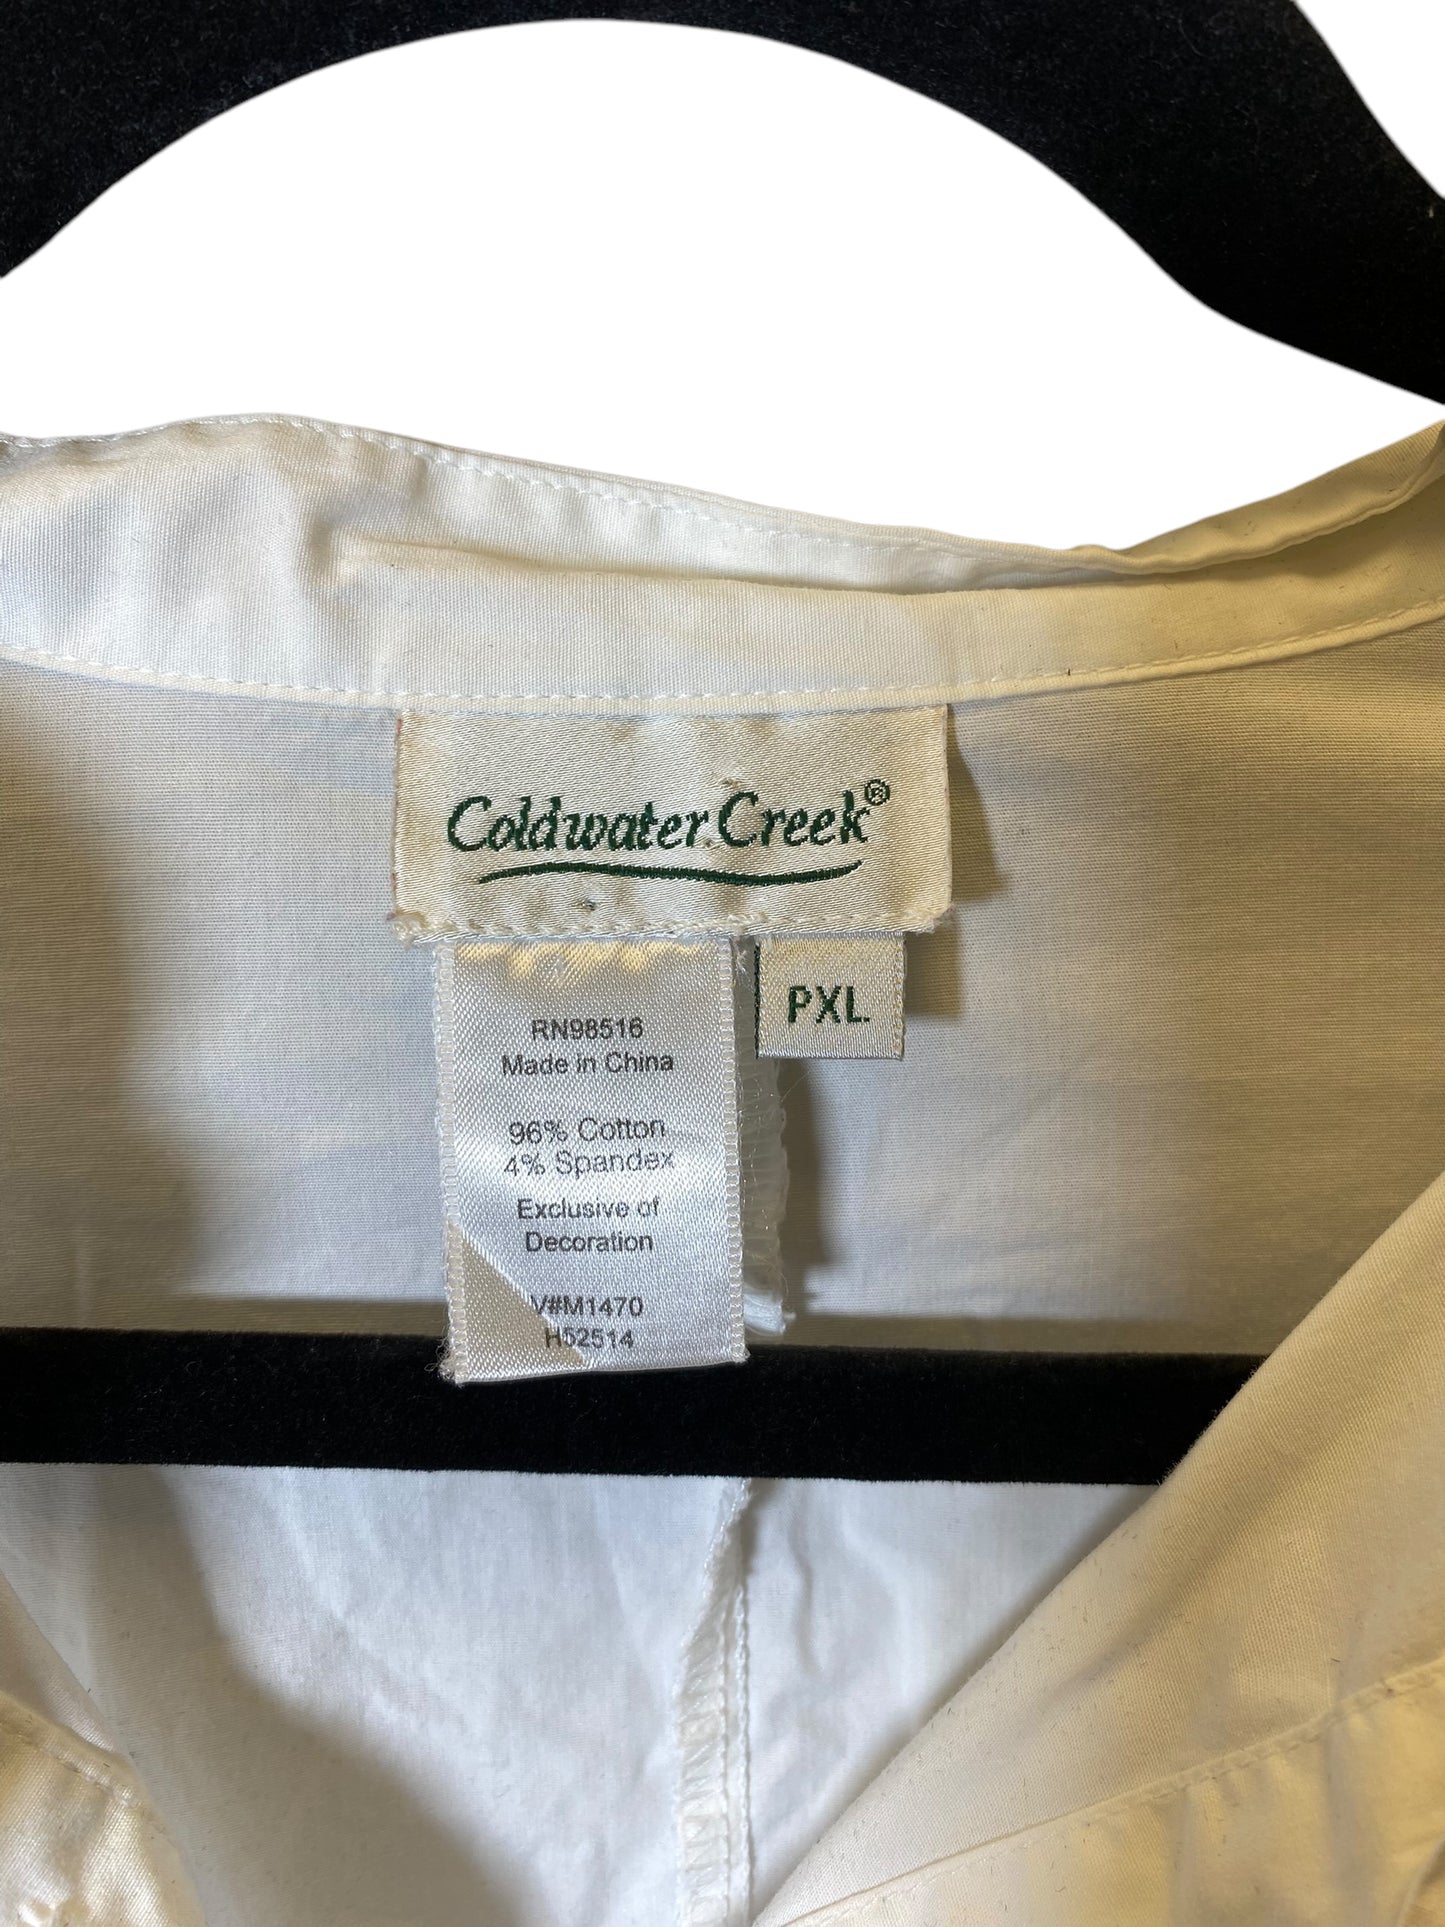 Coldwater Creek®
PXL
RN98516
Made in China
96% Cotton
4% Spandex
Exclusive of
Decoration
V#M1470
H52514